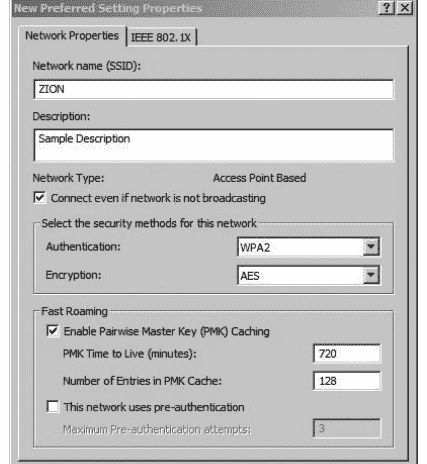 New Preferred Setting Properties
Network Properties IEEE 802.1X
Network name (SSID):
ZION
Description:
Sample Description
Network Type: Access Point Based
Connect even if network is not broadcasting
Select the security methods for this network
Authentication: WPA2
Encryption: AES
Fast Roaming
Enable Pairwise Master Key (PMK) Caching
PMK Time to Live (minutes): 720
Number of Entries in PMK Cache: 128
This network uses pre-authentication
Maximum Pre-authentication attempts: 3